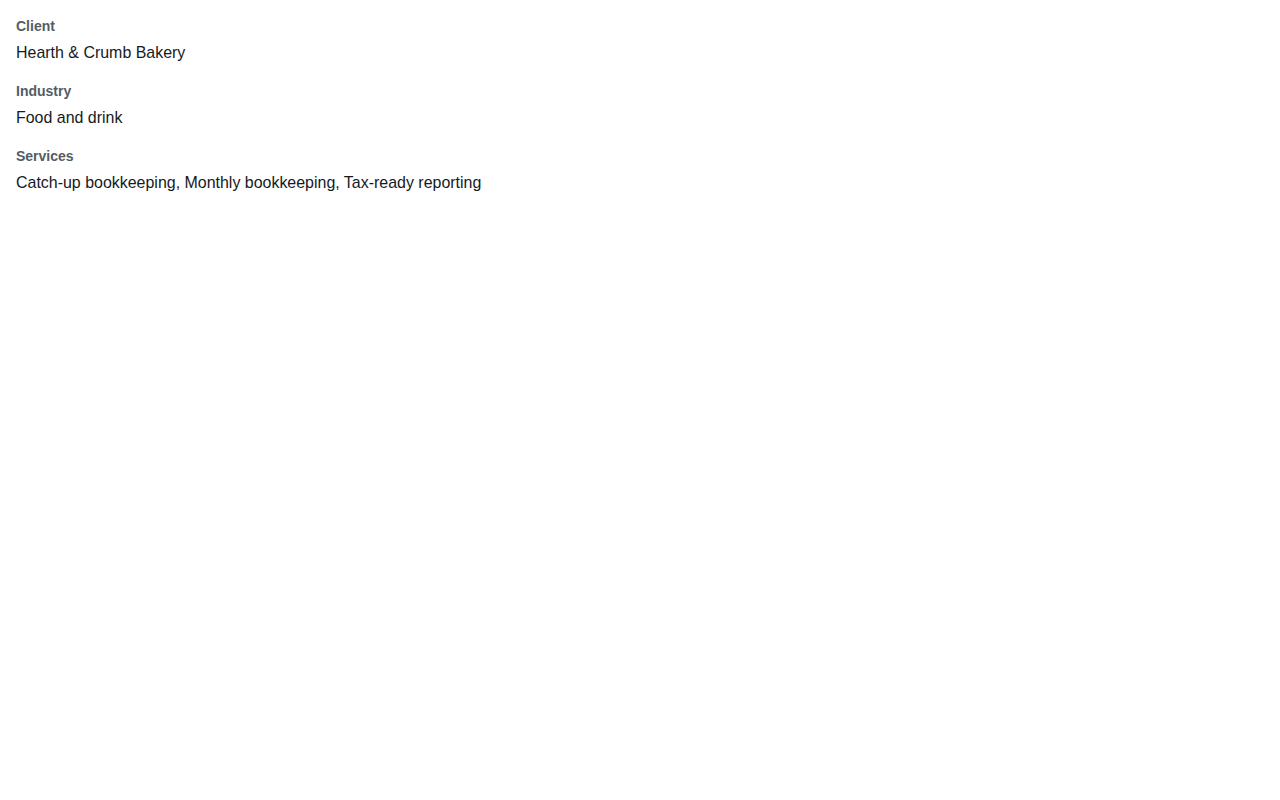 Client
Hearth & Crumb Bakery
Industry
Food and drink
Services
Catch-up bookkeeping, Monthly bookkeeping, Tax-ready reporting